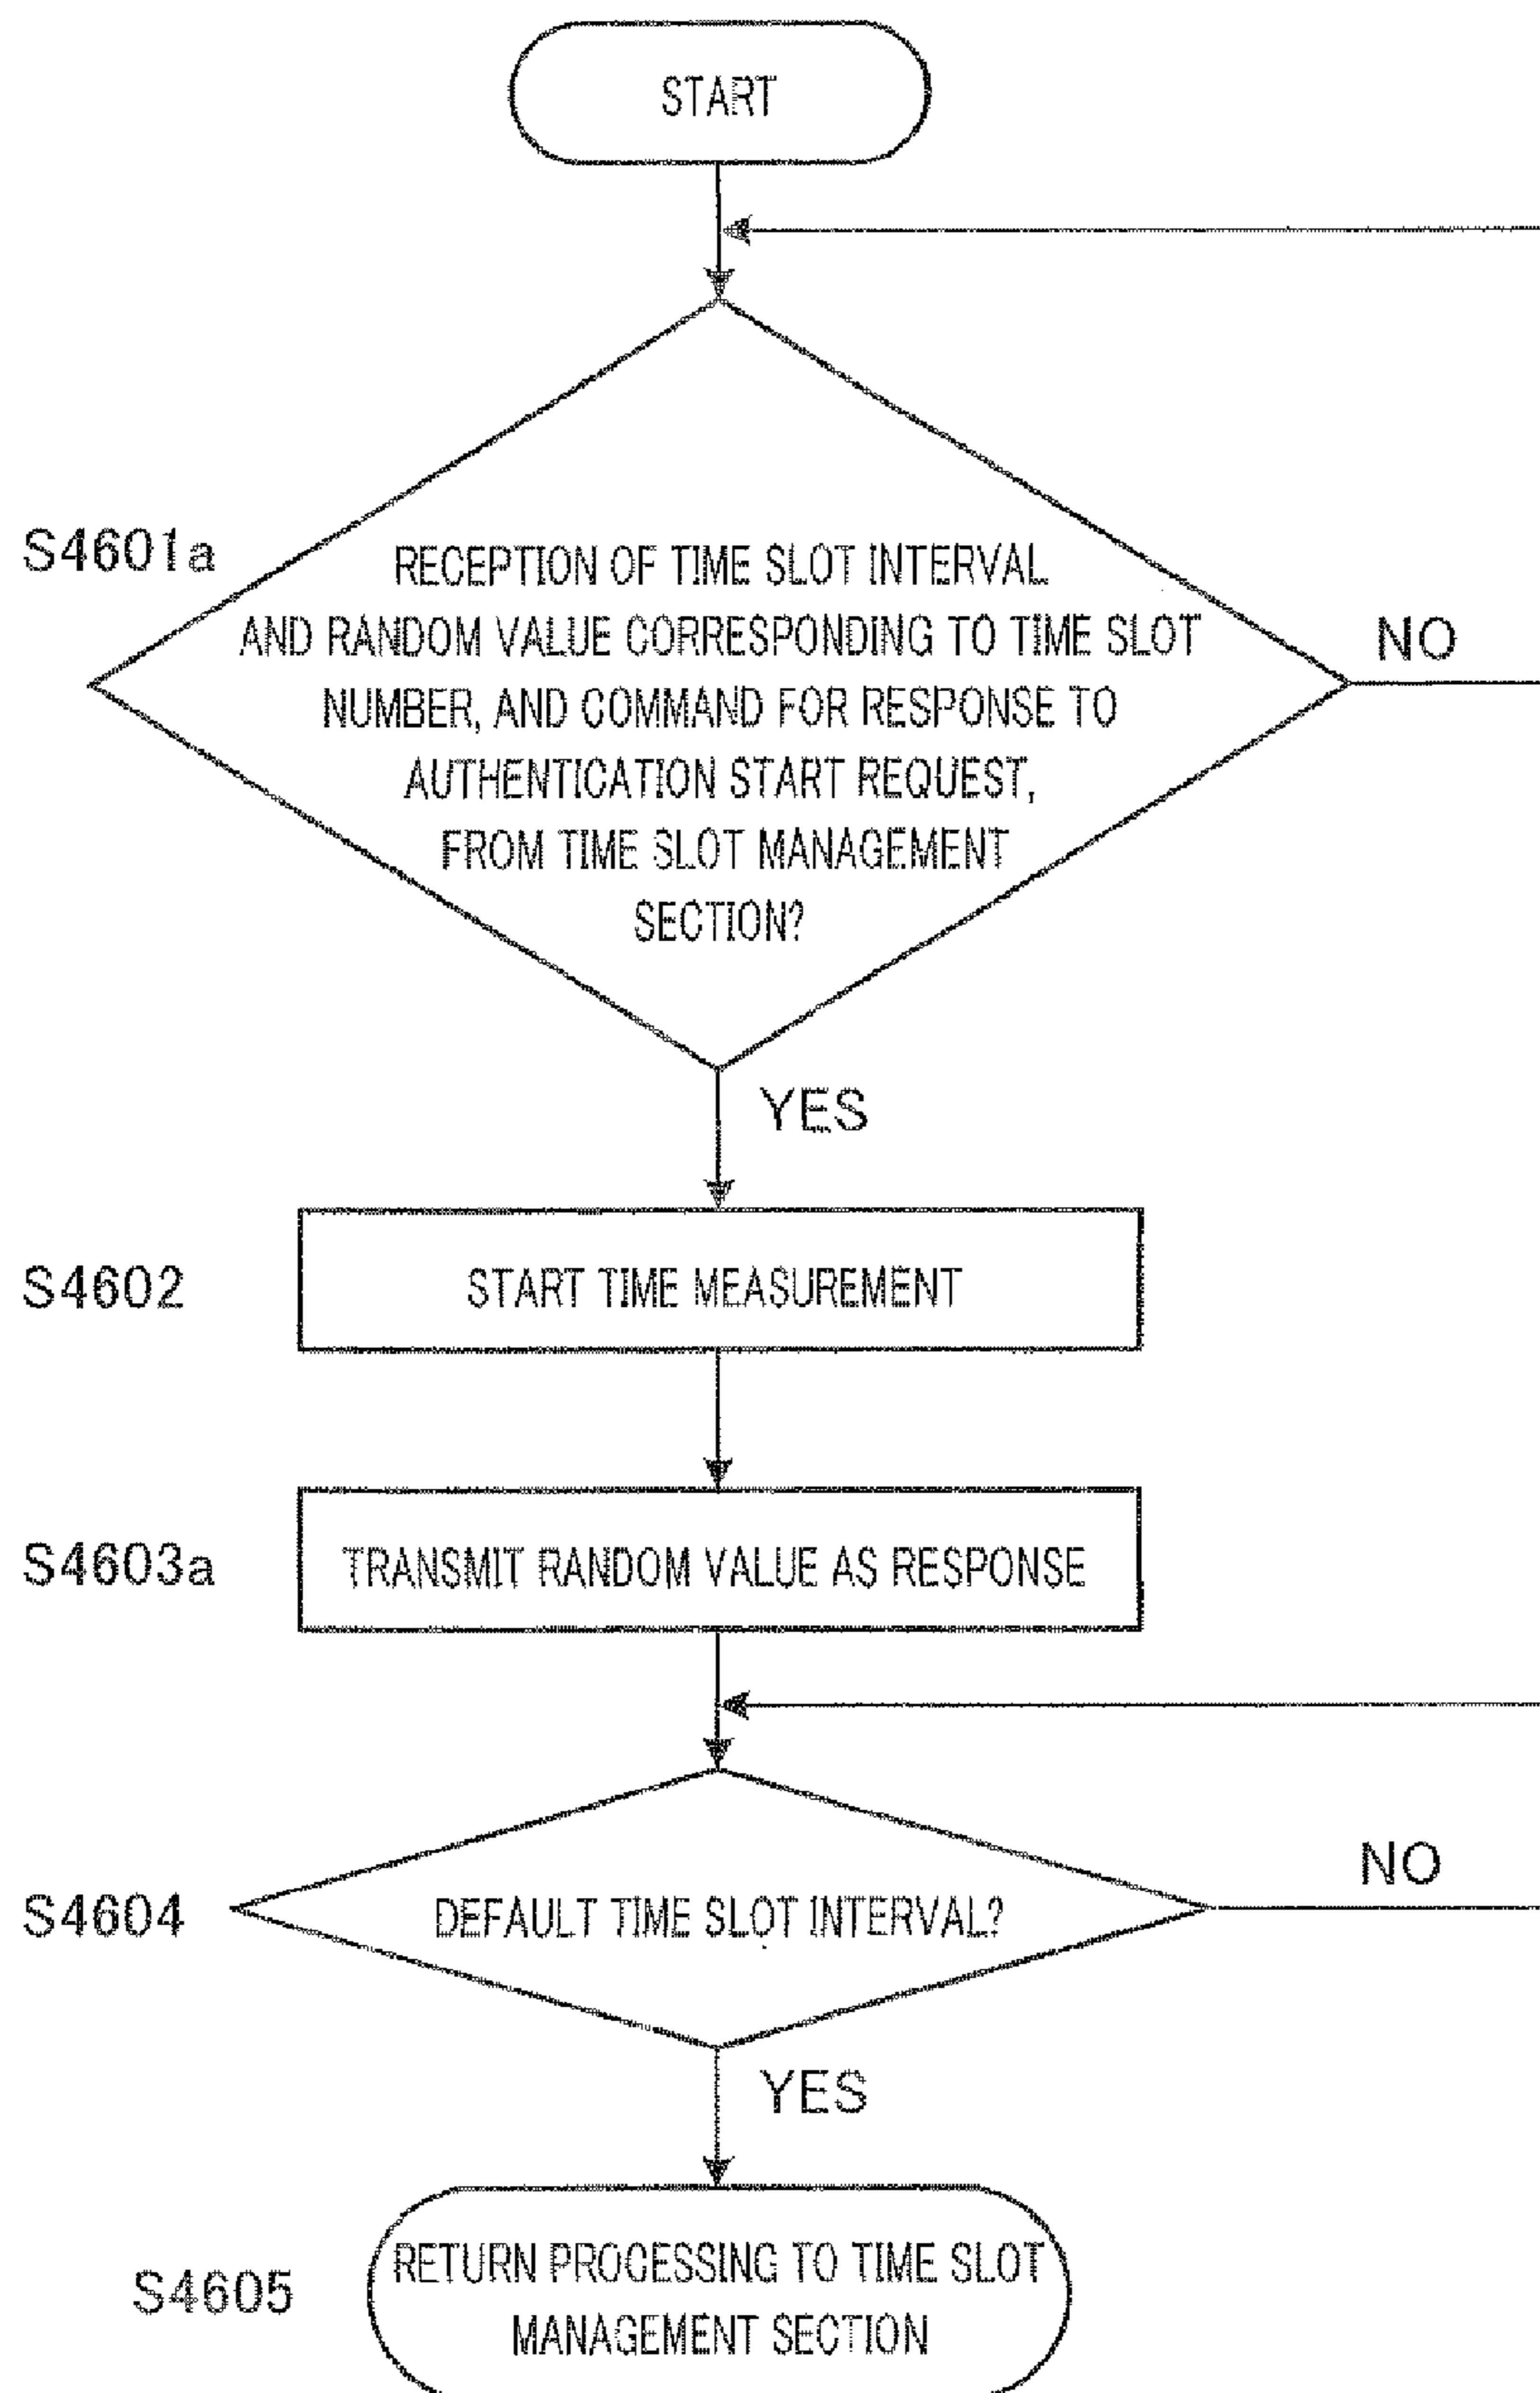 START
S4601a
RECEPTION OF TIME SLOT INTERVAL
AND RANDOM VALUE CORRESPONDING TO TIME SLOT
NUMBER, AND COMMAND FOR RESPONSE TO
AUTHENTICATION START REQUEST,
FROM TIME SLOT MANAGEMENT
SECTION?
NO
YES
S4602
START TIME MEASUREMENT
S4603a
TRANSMIT RANDOM VALUE AS RESPONSE
S4604
DEFAULT TIME SLOT INTERVAL?
NO
YES
S4605
RETURN PROCESSING TO TIME SLOT
MANAGEMENT SECTION